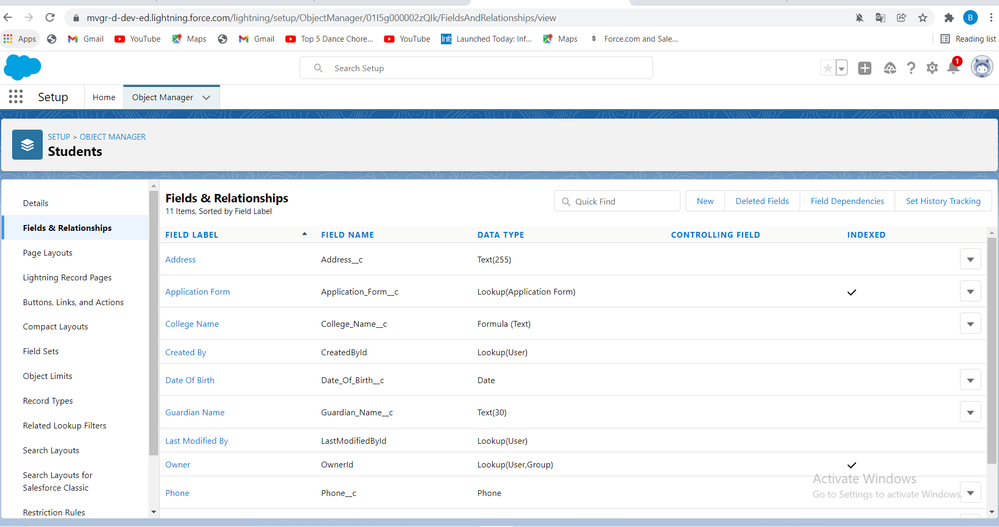 mvgr-d-dev-ed.lightning.force.com/lightning/setup/ObjectManager/01I5g000002zQIk/FieldsAndRelationships/view
B
Apps Gmail YouTube Maps Gmail Top 5 Dance Chore... YouTube Info Launched Today: Inf... Maps $ Force.com and Sale... Reading list
Search Setup
1
Setup Home Object Manager
SETUP > OBJECT MANAGER
Students
Details
Fields & Relationships
Page Layouts
Lightning Record Pages
Buttons, Links, and Actions
Compact Layouts
Field Sets
Object Limits
Record Types
Related Lookup Filters
Search Layouts
Search Layouts for
Salesforce Classic
Restriction Rules
Fields & Relationships
11 Items, Sorted by Field Label
Quick Find New Deleted Fields Field Dependencies Set History Tracking
FIELD LABEL FIELD NAME DATA TYPE CONTROLLING FIELD INDEXED
Address Address__c Text(255)
Application Form Application_Form__c Lookup(Application Form)
College Name College_Name__c Formula (Text)
Created By CreatedById Lookup(User)
Date Of Birth Date_Of_Birth__c Date
Guardian Name Guardian_Name__c Text(30)
Last Modified By LastModifiedById Lookup(User)
Owner OwnerId Lookup(User,Group)
Phone Phone__c Phone
Activate Windows
Go to Settings to activate Windows.